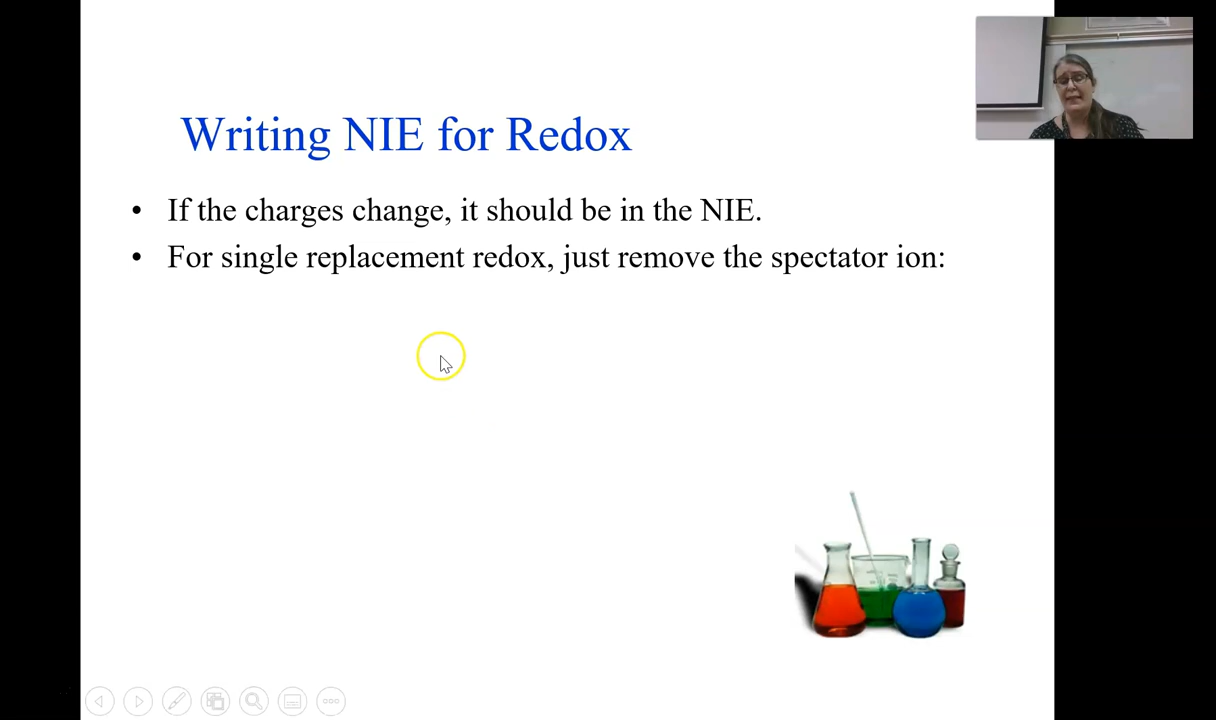 Writing NIE for Redox
• If the charges change, it should be in the NIE.
• For single replacement redox, just remove the spectator ion: